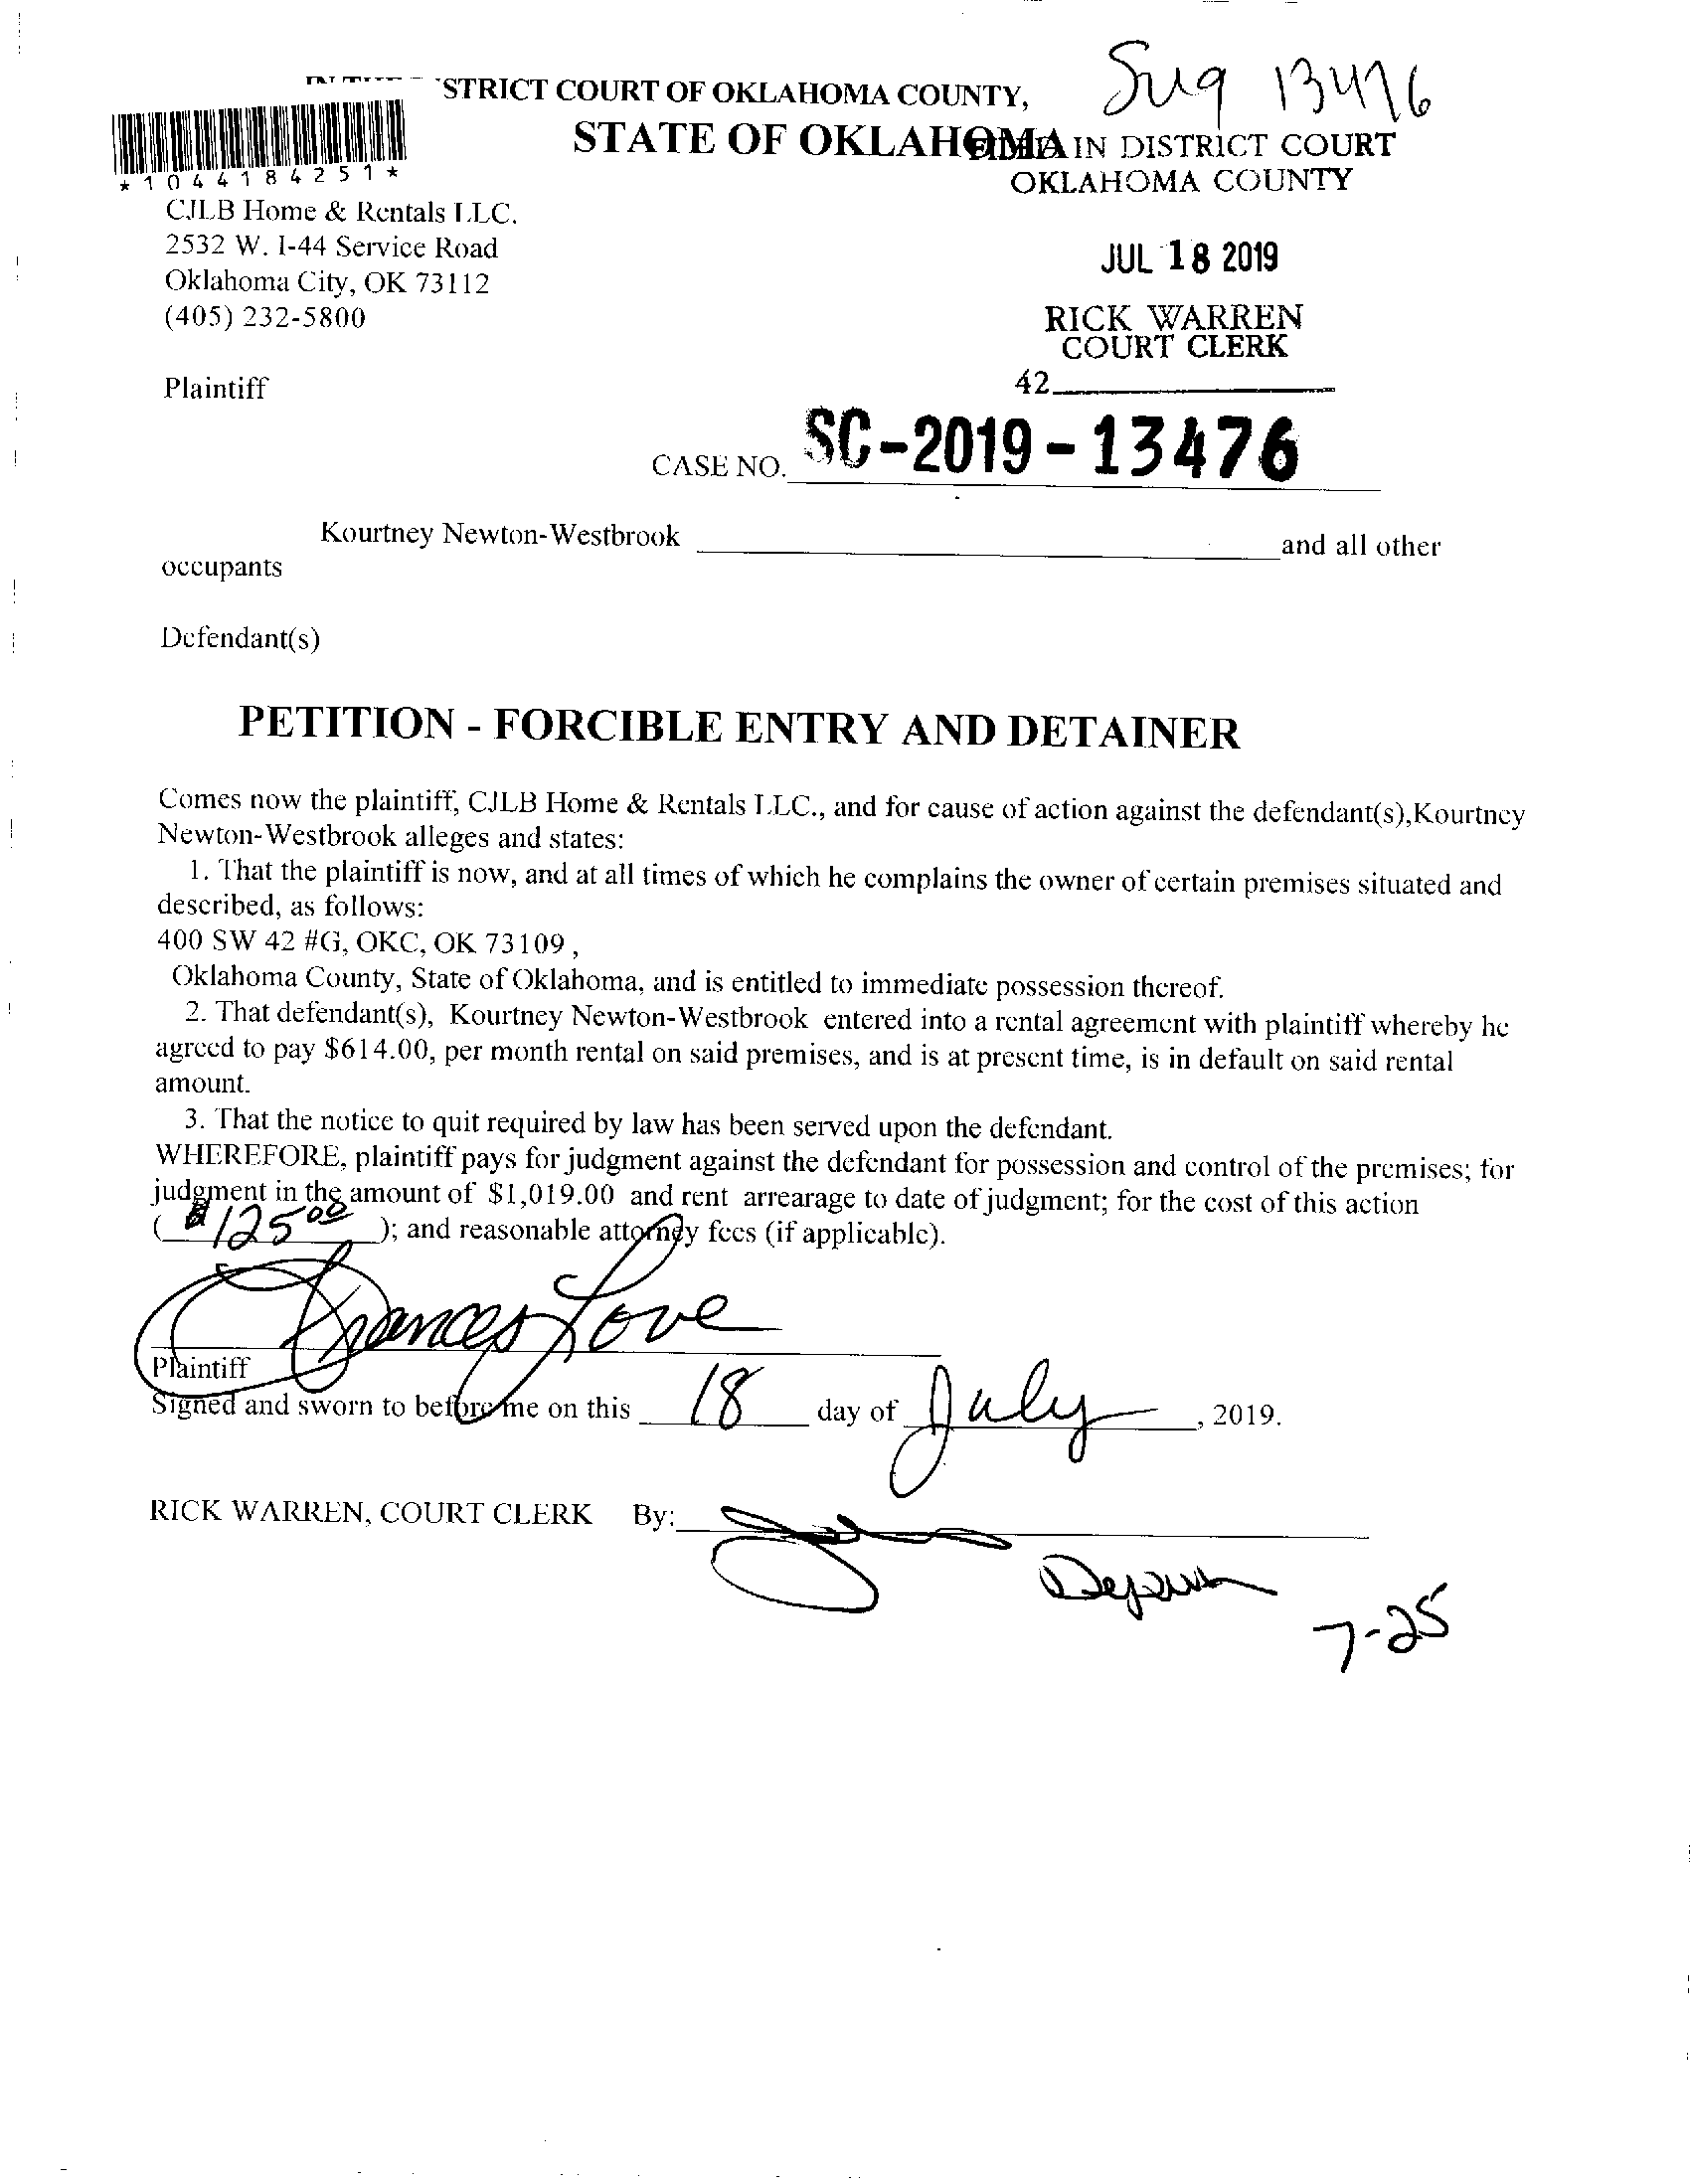 STRICT COURT OF OKLAHOMA COUNTY,
13476
STATE OF OKLAHOMA IN DISTRICT COURT
OKLAHOMA COUNTY
*1044184251*
CJLB Home & Rentals LLC.
2532 W. I-44 Service Road
Oklahoma City, OK 73112
(405) 232-5800
JUL 18 2019
RICK WARREN
COURT CLERK
42
Plaintiff
CASE NO. SC-2019-13476
Kourtney Newton-Westbrook and all other
occupants
Defendant(s)
PETITION - FORCIBLE ENTRY AND DETAINER
Comes now the plaintiff, CJLB Home & Rentals LLC., and for cause of action against the defendant(s),Kourtney
Newton-Westbrook alleges and states:
1. That the plaintiff is now, and at all times of which he complains the owner of certain premises situated and
described, as follows:
400 SW 42 #G, OKC, OK 73109 ,
Oklahoma County, State of Oklahoma, and is entitled to immediate possession thereof.
2. That defendant(s), Kourtney Newton-Westbrook entered into a rental agreement with plaintiff whereby he
agreed to pay $614.00, per month rental on said premises, and is at present time, is in default on said rental
amount.
3. That the notice to quit required by law has been served upon the defendant.
WHEREFORE, plaintiff pays for judgment against the defendant for possession and control of the premises; for
judgment in the amount of $1,019.00 and rent arrearage to date of judgment; for the cost of this action
( $125.00 ); and reasonable attorney fees (if applicable).
Frances Love
Plaintiff
Signed and sworn to before me on this 18 day of July, 2019.
RICK WARREN, COURT CLERK By:
7-25